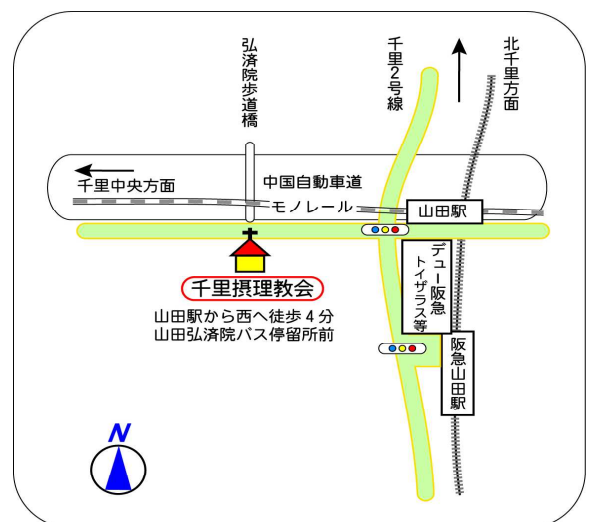 弘済院歩道橋
千里2号線
北千里方面
千里中央方面
中国自動車道
モノレール
山田駅
千里摂理教会
山田駅から西へ徒歩4分
山田弘済院バス停留所前
デュー阪急
トイザラス等
阪急山田駅
N